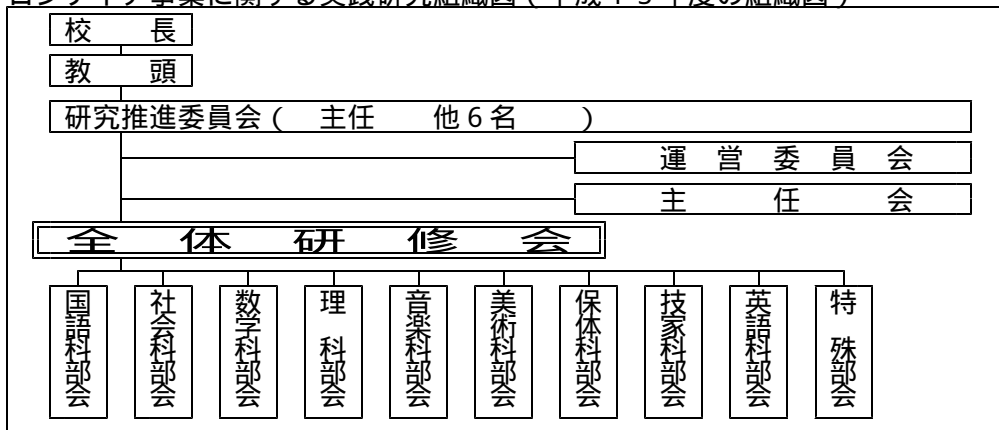 校　　長
教　　頭
研究推進委員会(　主任　　他6名　　)
運　営　委　員　会
主　　　任　　　会
全　体　研　修　会
国語科部会
社会科部会
数学科部会
理　科部会
音楽科部会
美術科部会
保体科部会
技家科部会
英語科部会
特　殊部会